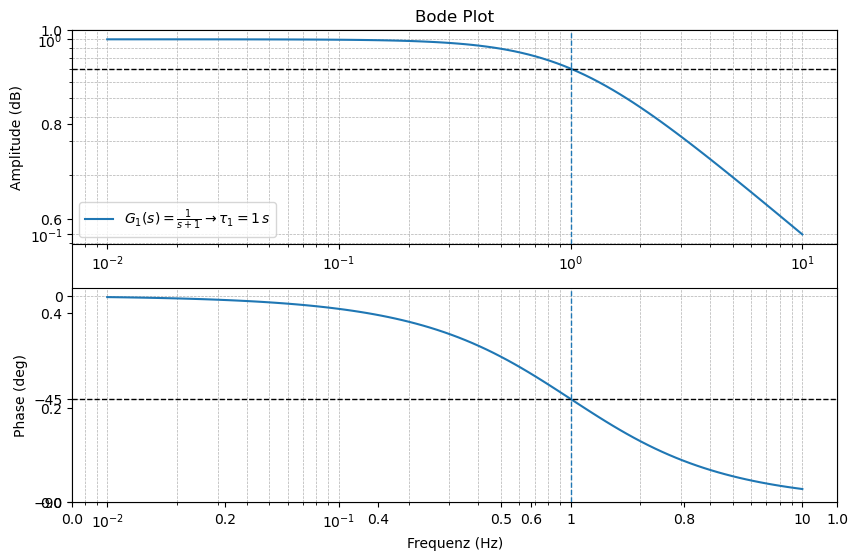 Bode Plot
1.0
10⁰
0.8
0.6
10⁻¹
Amplitude (dB)
G₁(s) = 1/(s+1) → τ₁ = 1 s
10⁻² 10⁻¹ 10⁰ 10¹
0
0.4
−45
0.2
−90
0.0
Phase (deg)
0.0 10⁻² 0.2 10⁻¹ 0.4 0.5 0.6 1 0.8 10 1.0
Frequenz (Hz)